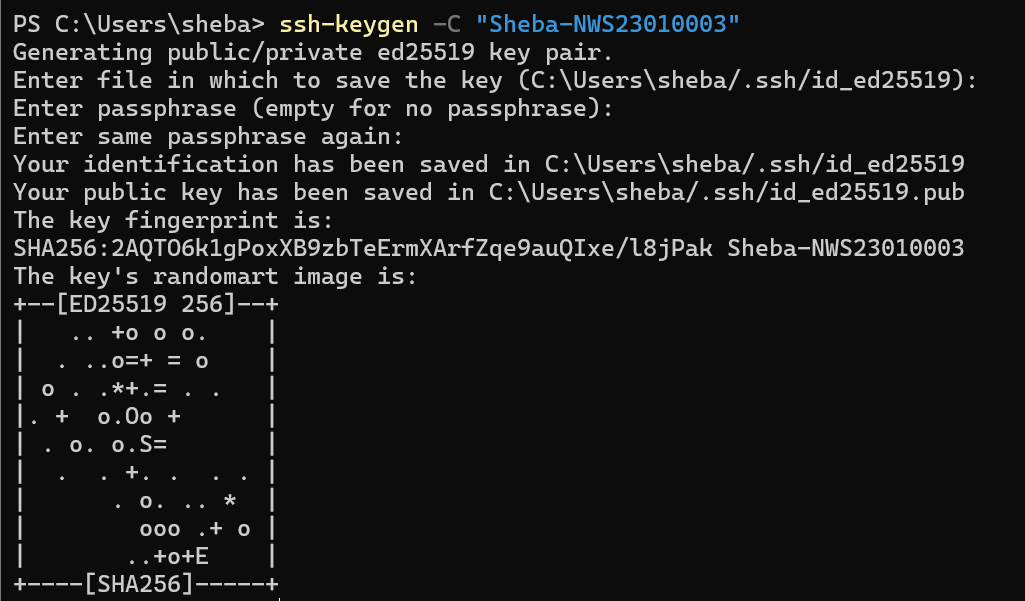 PS C:\Users\sheba> ssh-keygen -C "Sheba-NWS23010003"
Generating public/private ed25519 key pair.
Enter file in which to save the key (C:\Users\sheba/.ssh/id_ed25519):
Enter passphrase (empty for no passphrase):
Enter same passphrase again:
Your identification has been saved in C:\Users\sheba/.ssh/id_ed25519
Your public key has been saved in C:\Users\sheba/.ssh/id_ed25519.pub
The key fingerprint is:
SHA256:2AQTO6k1gPoxXB9zbTeErmXArfZqe9auQIxe/l8jPak Sheba-NWS23010003
The key's randomart image is:
+--[ED25519 256]--+
|   .. +o o o.    |
|  . ..o=+ = o    |
| o . .*+.= . .   |
|. +  o.Oo +      |
| . o. o.S=       |
|  .  . +. .  . . |
|      . o. .. *  |
|        ooo .+ o |
|       ..+o+E    |
+----[SHA256]-----+